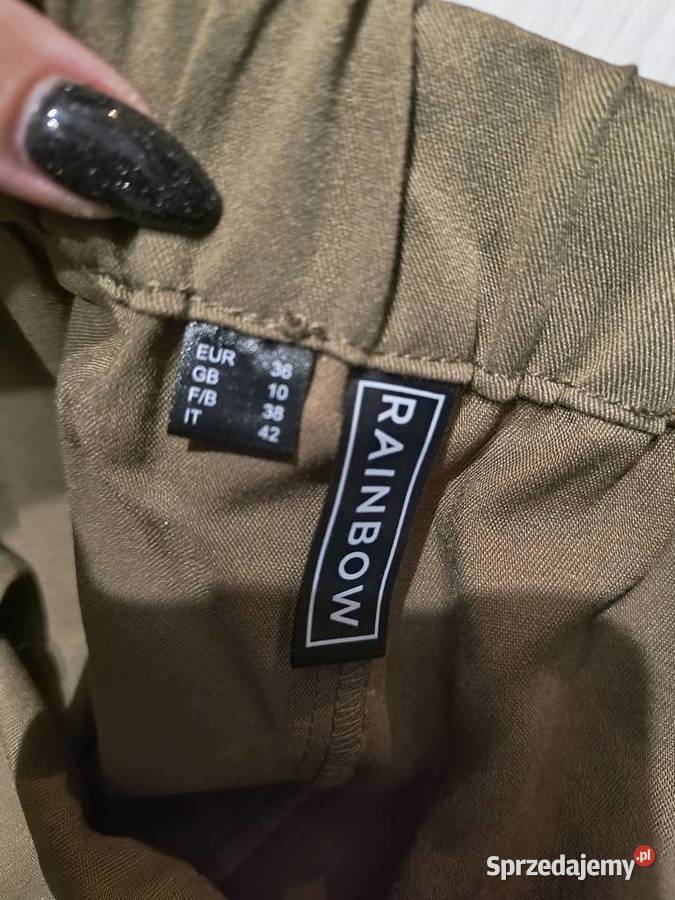 EUR 36
GB 10
F/B 38
IT 42
RAINBOW
Sprzedajemy.pl